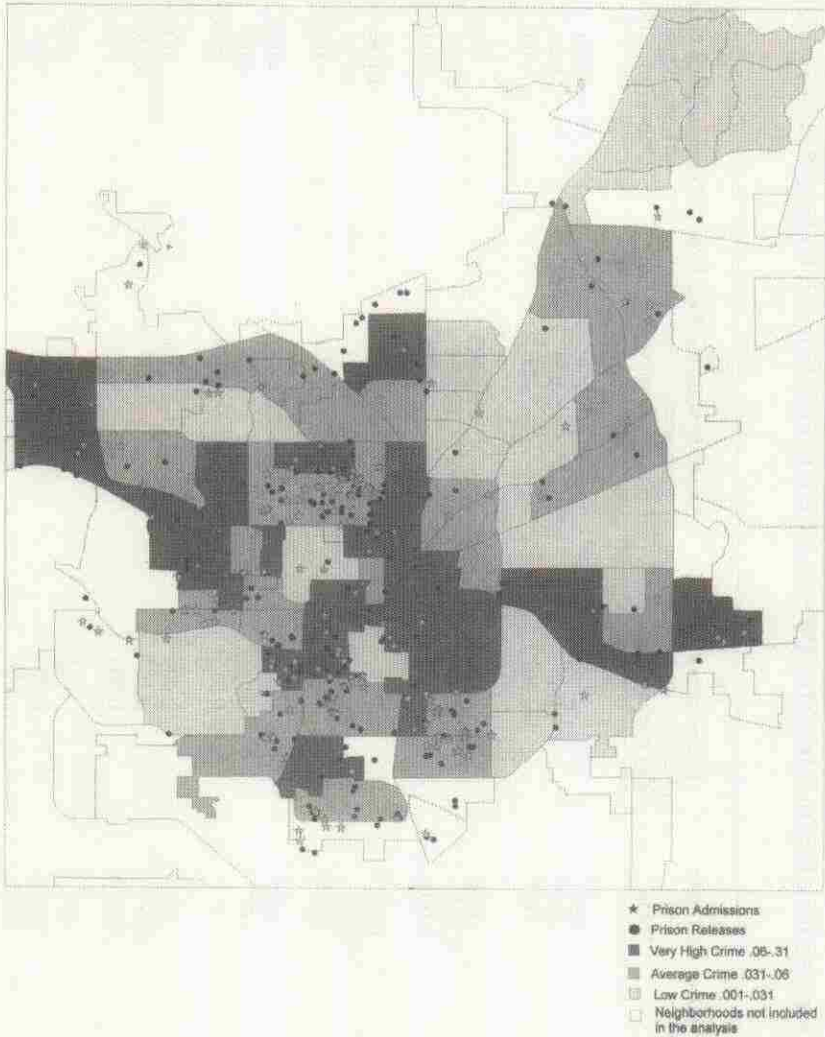 Prison Admissions
Prison Releases
Very High Crime .06-.31
Average Crime .031-.06
Low Crime .001-.031
Neighborhoods not included
in the analysis